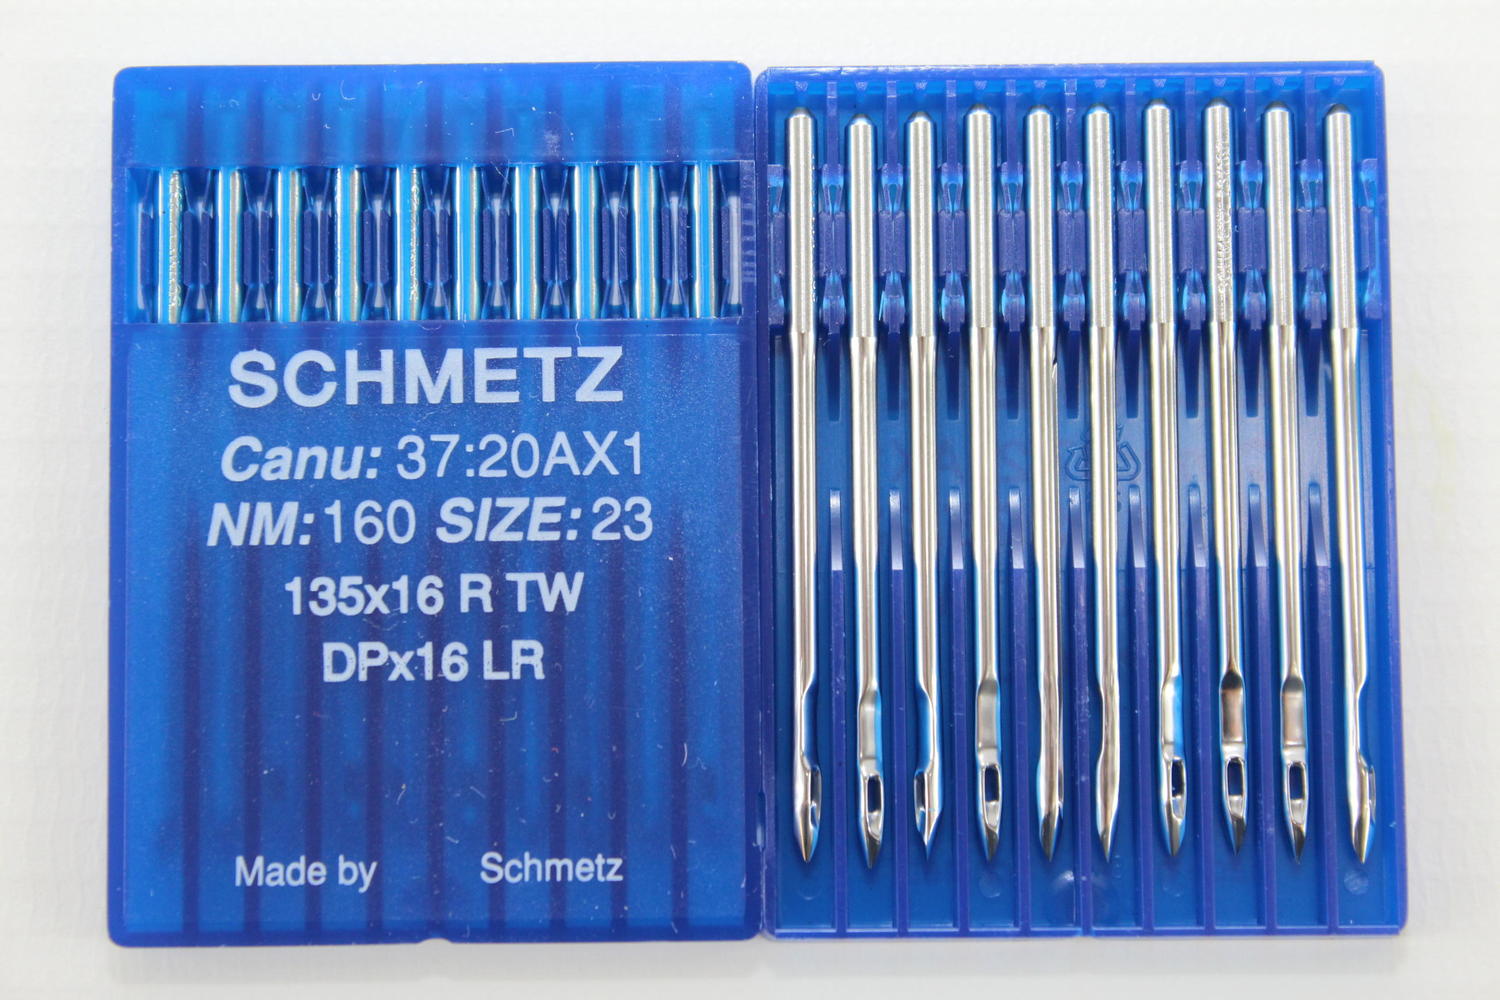 SCHMETZ
Canu: 37:20AX1
NM: 160 SIZE: 23
135x16 R TW
DPx16 LR
Made by Schmetz